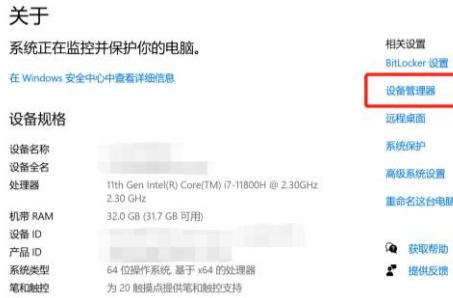 关于
系统正在监控并保护你的电脑。
在 Windows 安全中心中查看详细信息
设备规格
设备名称
设备全名
处理器 11th Gen Intel(R) Core(TM) i7-11800H @ 2.30GHz
2.30 GHz
机带 RAM 32.0 GB (31.7 GB 可用)
设备 ID
产品 ID
系统类型 64 位操作系统, 基于 x64 的处理器
笔和触控 为 20 触摸点提供笔和触控支持
相关设置
BitLocker 设置
设备管理器
远程桌面
系统保护
高级系统设置
重命名这台电脑
获取帮助
提供反馈